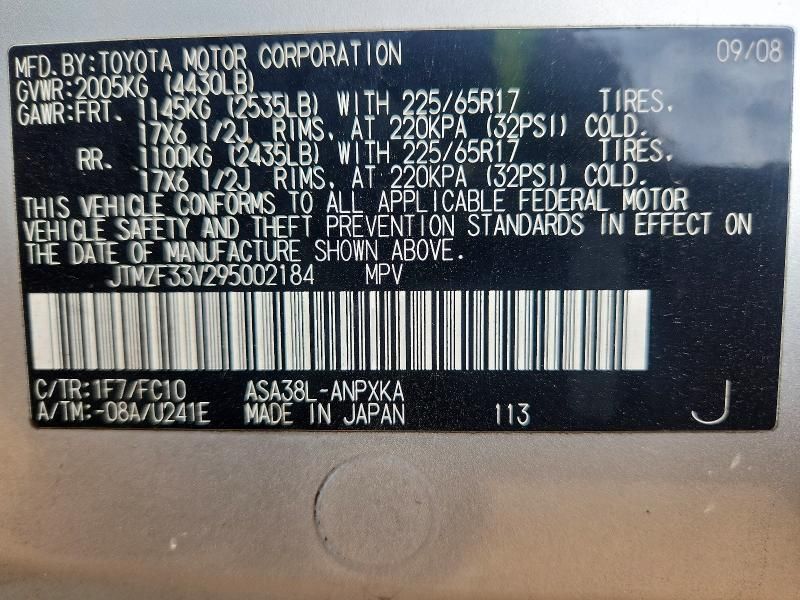 MFD. BY: TOYOTA MOTOR CORPORATION 09/08
GVWR: 2005KG (4430LB)
GAWR: FRT. 1145KG (2535LB) WITH 225/65R17 TIRES,
17X6 1/2J RIMS, AT 220KPA (32PSI) COLD.
RR. 1100KG (2435LB) WITH 225/65R17 TIRES,
17X6 1/2J RIMS, AT 220KPA (32PSI) COLD.
THIS VEHICLE CONFORMS TO ALL APPLICABLE FEDERAL MOTOR
VEHICLE SAFETY AND THEFT PREVENTION STANDARDS IN EFFECT ON
THE DATE OF MANUFACTURE SHOWN ABOVE.
JTMZF33V295002184 MPV
C/TR: 1F7/FC10 ASA38L-ANPXKA
A/TM: -08A/U241E MADE IN JAPAN 113 J